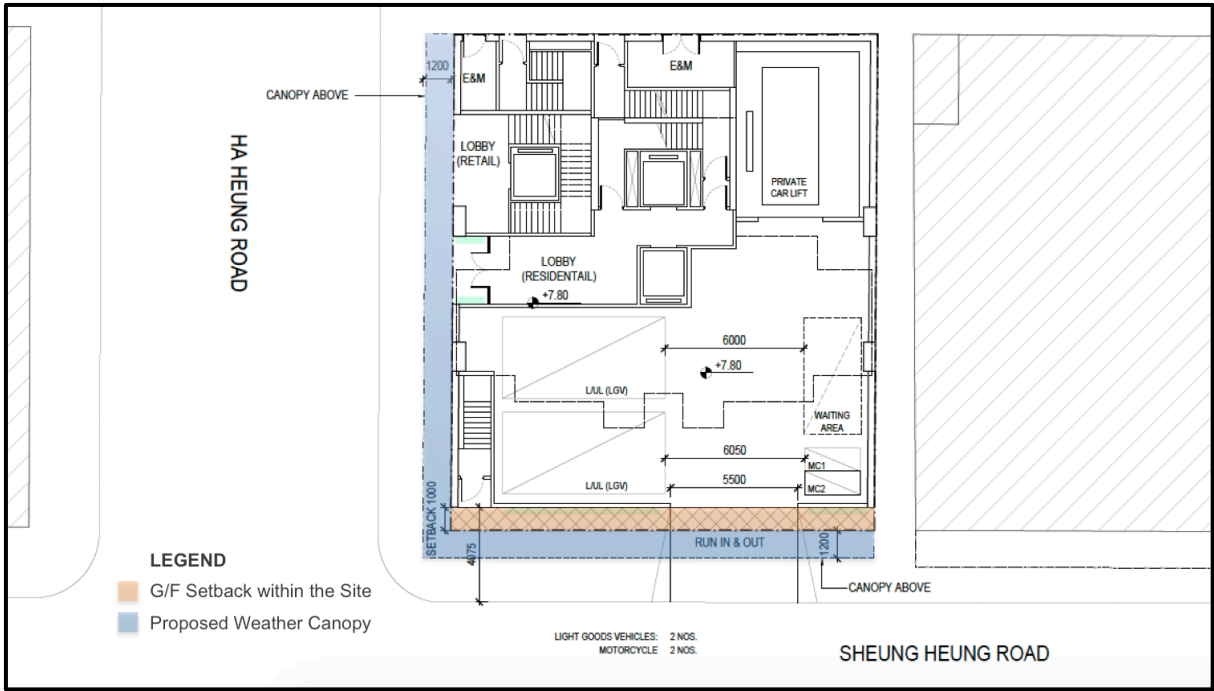 1200
E&M
E&M
CANOPY ABOVE
HA HEUNG ROAD
LOBBY
(RETAIL)
PRIVATE
CAR LIFT
LOBBY
(RESIDENTAIL)
+7.80
6000
+7.80
L/UL (LGV)
WAITING
AREA
6050
MC1
5500
L/UL (LGV)
MC2
SETBACK 1000
4075
RUN IN & OUT
1200
CANOPY ABOVE
LEGEND
G/F Setback within the Site
Proposed Weather Canopy
LIGHT GOODS VEHICLES: 2 NOS.
MOTORCYCLE 2 NOS.
SHEUNG HEUNG ROAD